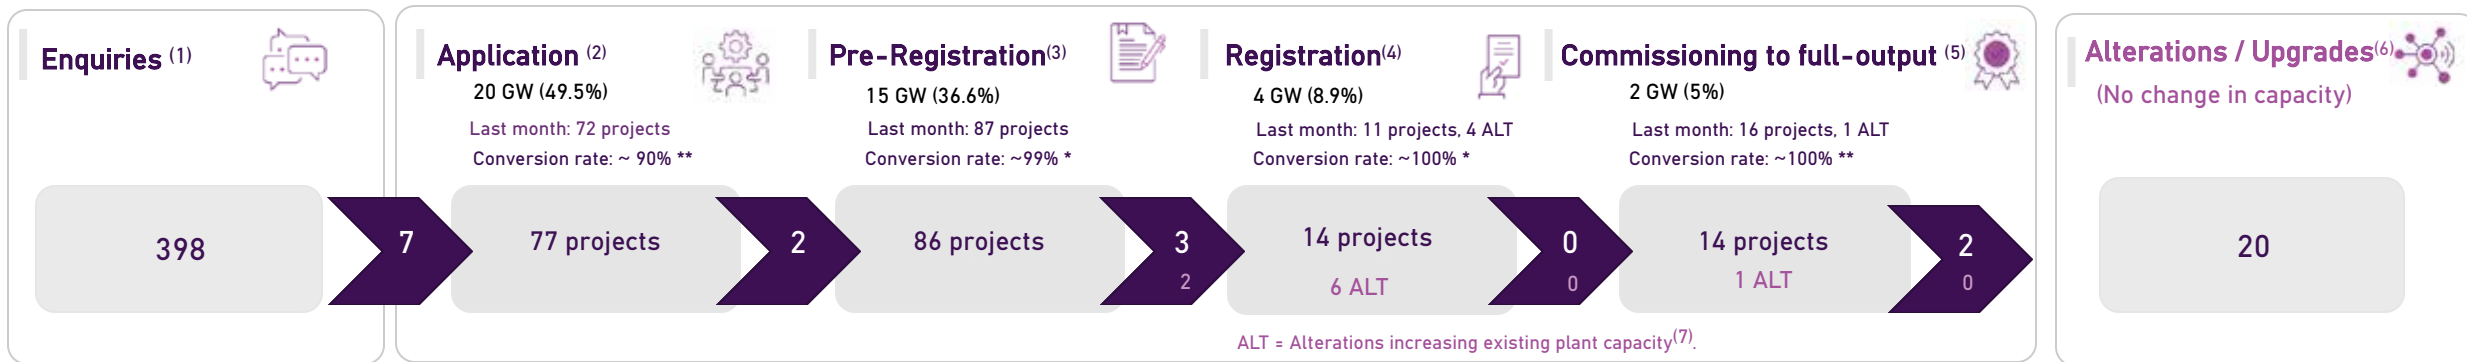 Enquiries (1)
398
7
Application (2)
20 GW (49.5%)
Last month: 72 projects
Conversion rate: ~ 90% **
77 projects
2
Pre-Registration(3)
15 GW (36.6%)
Last month: 87 projects
Conversion rate: ~99% *
86 projects
3
2
Registration(4)
4 GW (8.9%)
Last month: 11 projects, 4 ALT
Conversion rate: ~100% *
14 projects
6 ALT
0
0
Commissioning to full-output (5)
2 GW (5%)
Last month: 16 projects, 1 ALT
Conversion rate: ~100% **
14 projects
1 ALT
2
0
ALT = Alterations increasing existing plant capacity(7).
Alterations / Upgrades(6)
(No change in capacity)
20